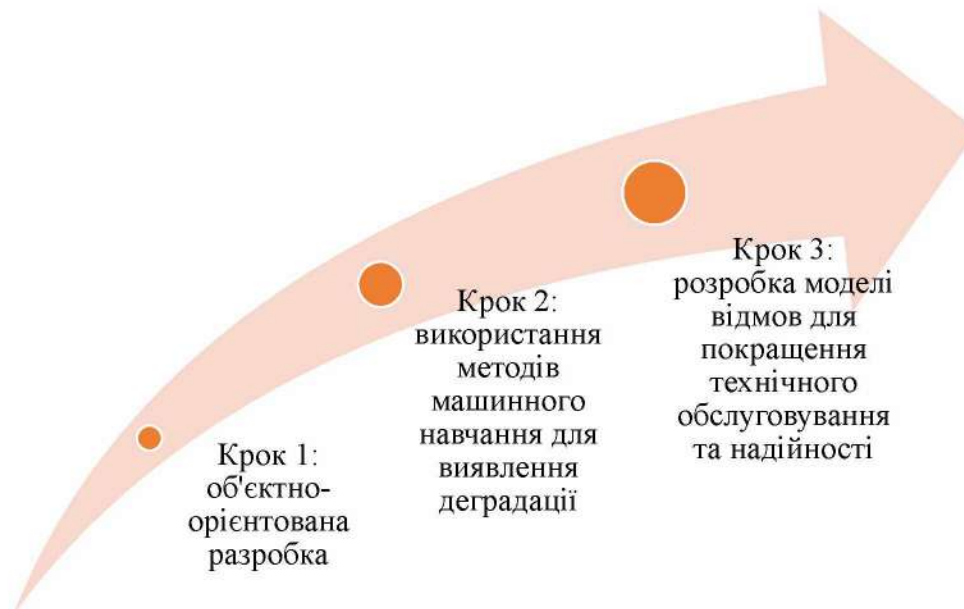 Крок 1:
об'єктно-
орієнтована
разробка
Крок 2:
використання
методів
машинного
навчання для
виявлення
деградації
Крок 3:
розробка моделі
відмов для
покращення
технічного
обслуговування
та надійності